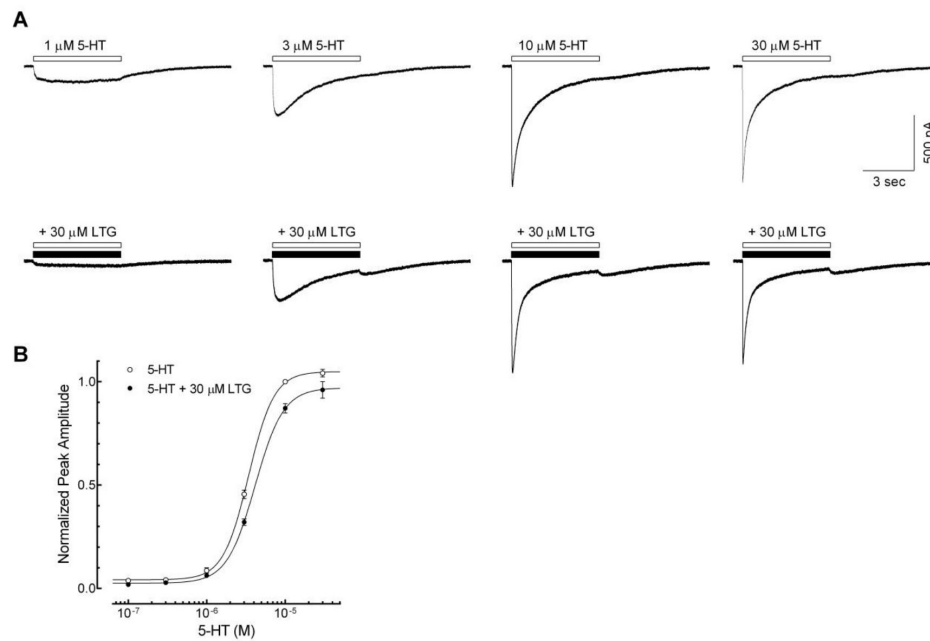 A
1 μM 5-HT
3 μM 5-HT
10 μM 5-HT
30 μM 5-HT
500 nA
3 sec
+ 30 μM LTG
+ 30 μM LTG
+ 30 μM LTG
+ 30 μM LTG
B
5-HT
5-HT + 30 μM LTG
1.0
0.5
0.0
Normalized Peak Amplitude
10⁻⁷
10⁻⁶
10⁻⁵
5-HT (M)